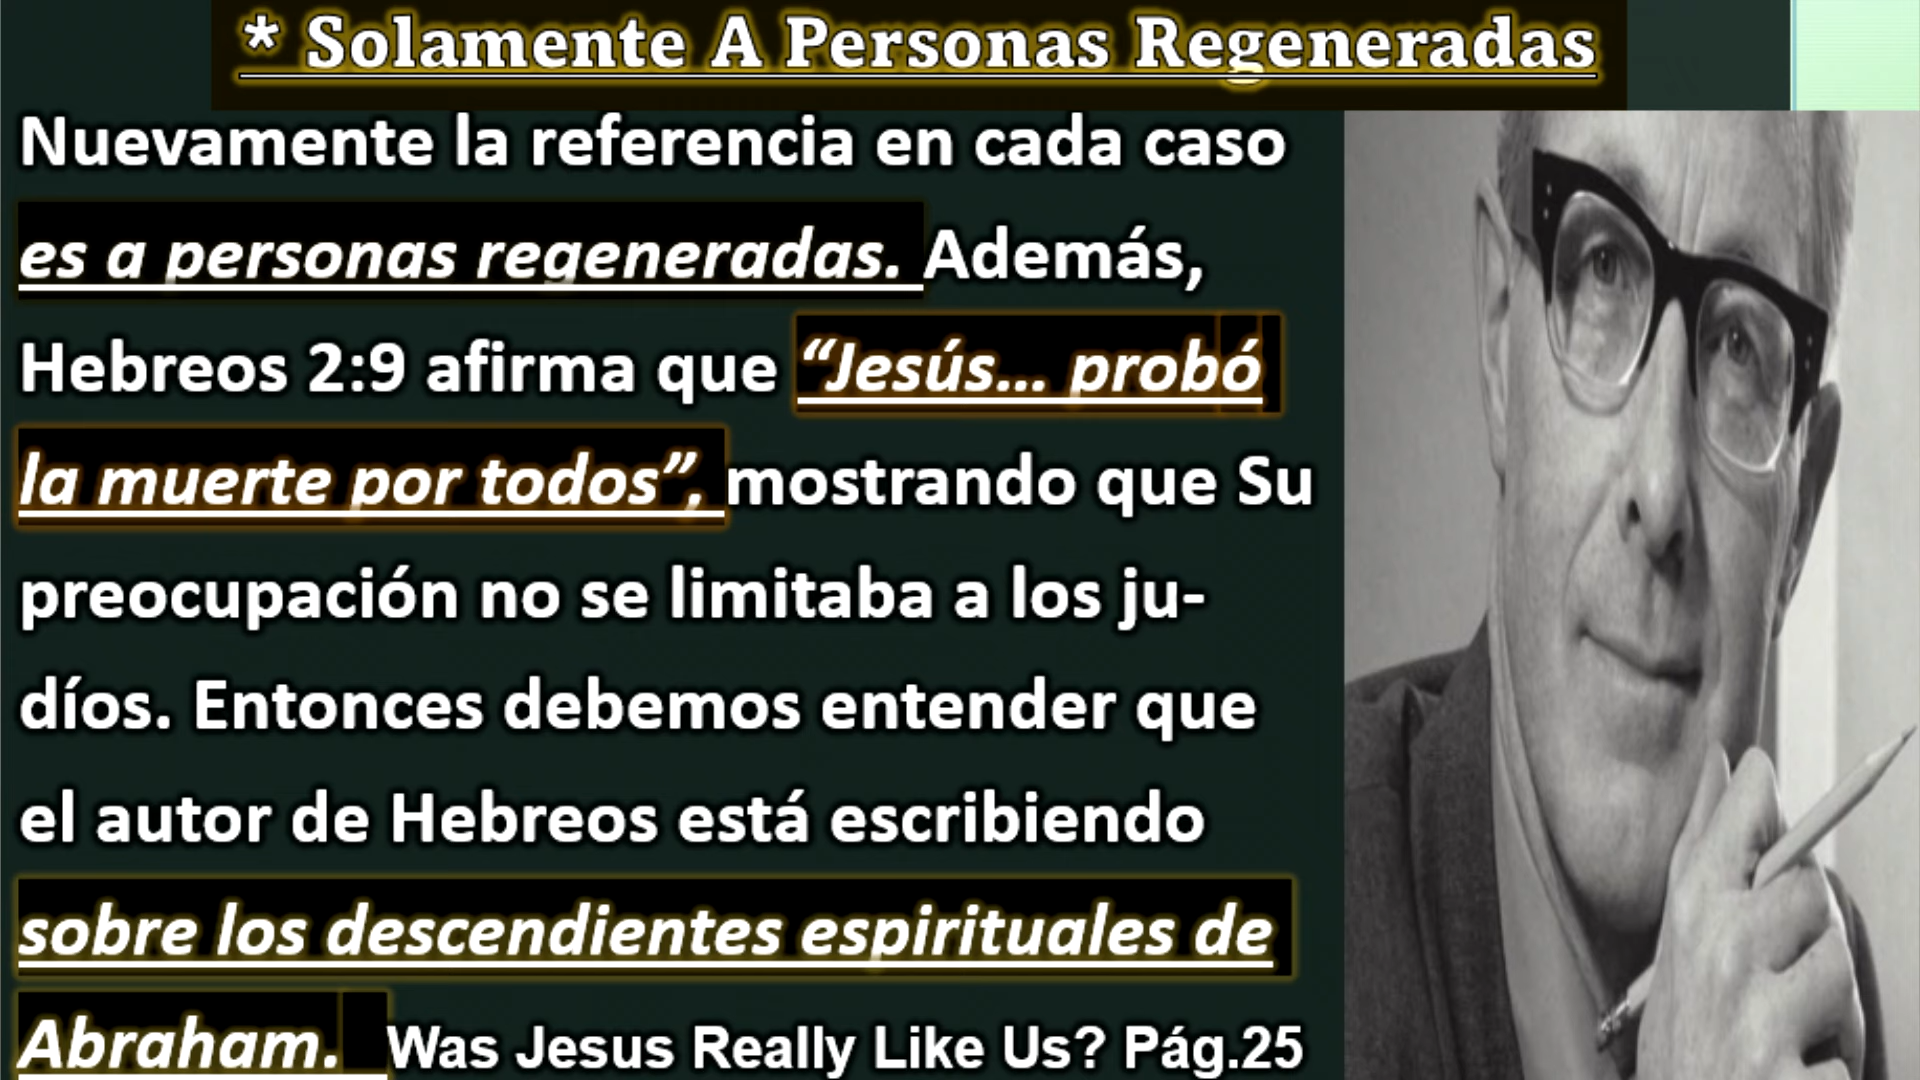 * Solamente A Personas Regeneradas
Nuevamente la referencia en cada caso
es a personas regeneradas. Además,
Hebreos 2:9 afirma que “Jesús... probó
la muerte por todos”, mostrando que Su
preocupación no se limitaba a los ju-
díos. Entonces debemos entender que
el autor de Hebreos está escribiendo
sobre los descendientes espirituales de
Abraham. Was Jesus Really Like Us? Pág.25